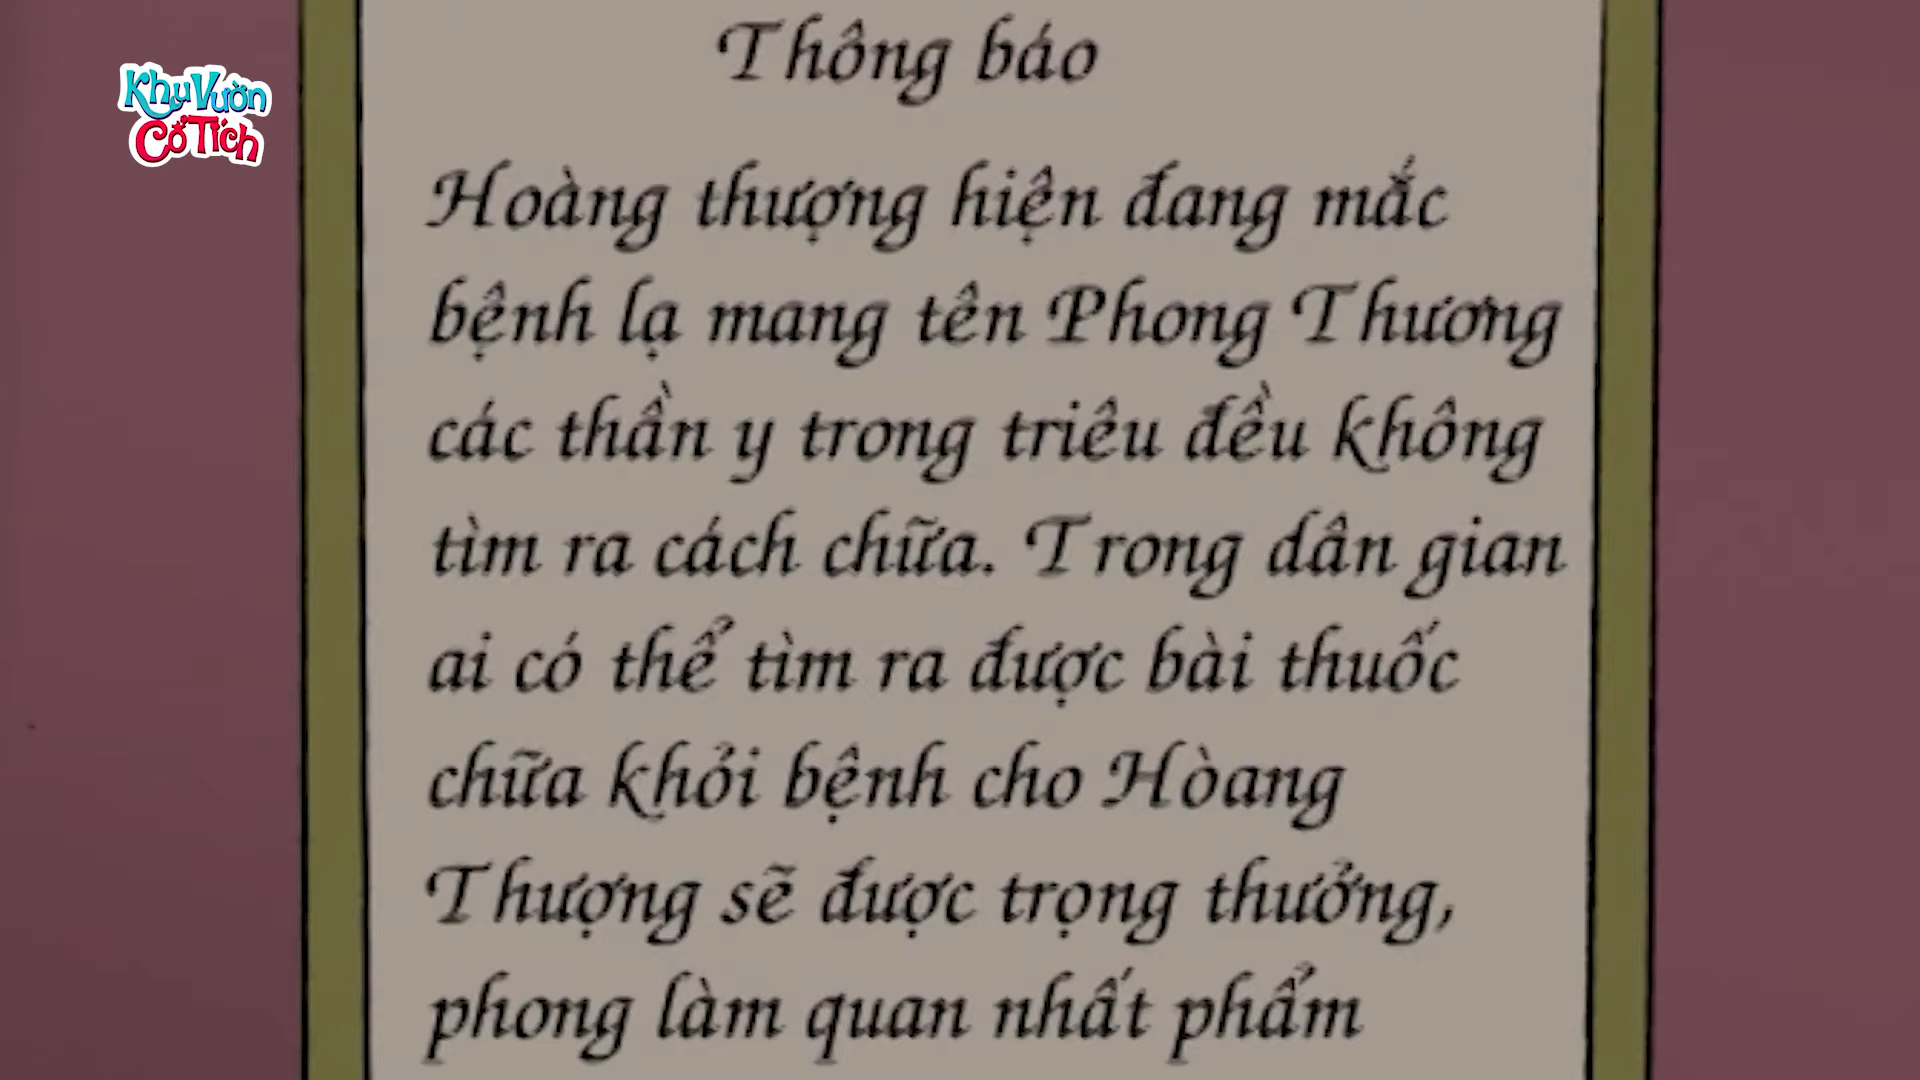 Khu Vườn
Cổ Tích
Thông báo
Hoàng thượng hiện đang mắc
bệnh lạ mang tên Phong Thương
các thần y trong triêu đều không
tìm ra cách chữa. Trong dân gian
ai có thể tìm ra được bài thuốc
chữa khỏi bệnh cho Hòang
Thượng sẽ được trọng thưởng,
phong làm quan nhất phẩm